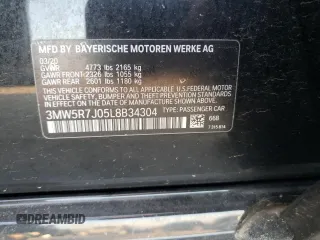 MFD BY BAYERISCHE MOTOREN WERKE AG
03/20
GVWR 4773 lbs 2165 kg
GAWR FRONT 2326 lbs 1055 kg
GAWR REAR 2601 lbs 1180 kg
THIS VEHICLE CONFORMS TO ALL APPLICABLE U.S. FEDERAL
MOTOR VEHICLE SAFETY, BUMPER AND THEFT PREVENTION STANDARDS
IN EFFECT ON THE DATE OF MANUFACTURE SHOWN ABOVE.
3MW5R7J05L8B34304 TYPE: PASSENGER CAR
668
AUTODREAMBID